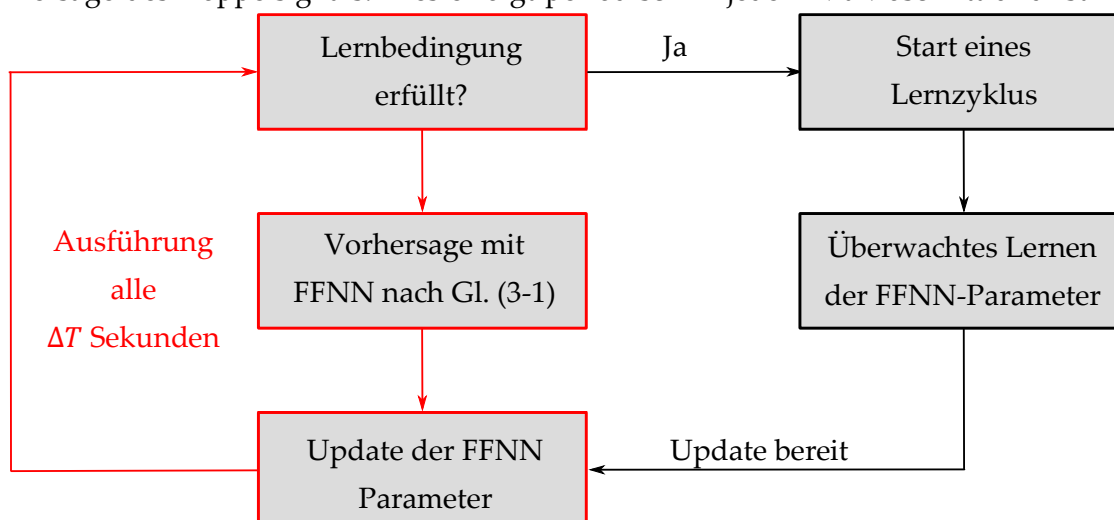 Lernbedingung
erfüllt?
Ja
Start eines
Lernzyklus
Ausführung
alle
ΔT Sekunden
Vorhersage mit
FFNN nach Gl. (3-1)
Überwachtes Lernen
der FFNN-Parameter
Update der FFNN
Parameter
Update bereit